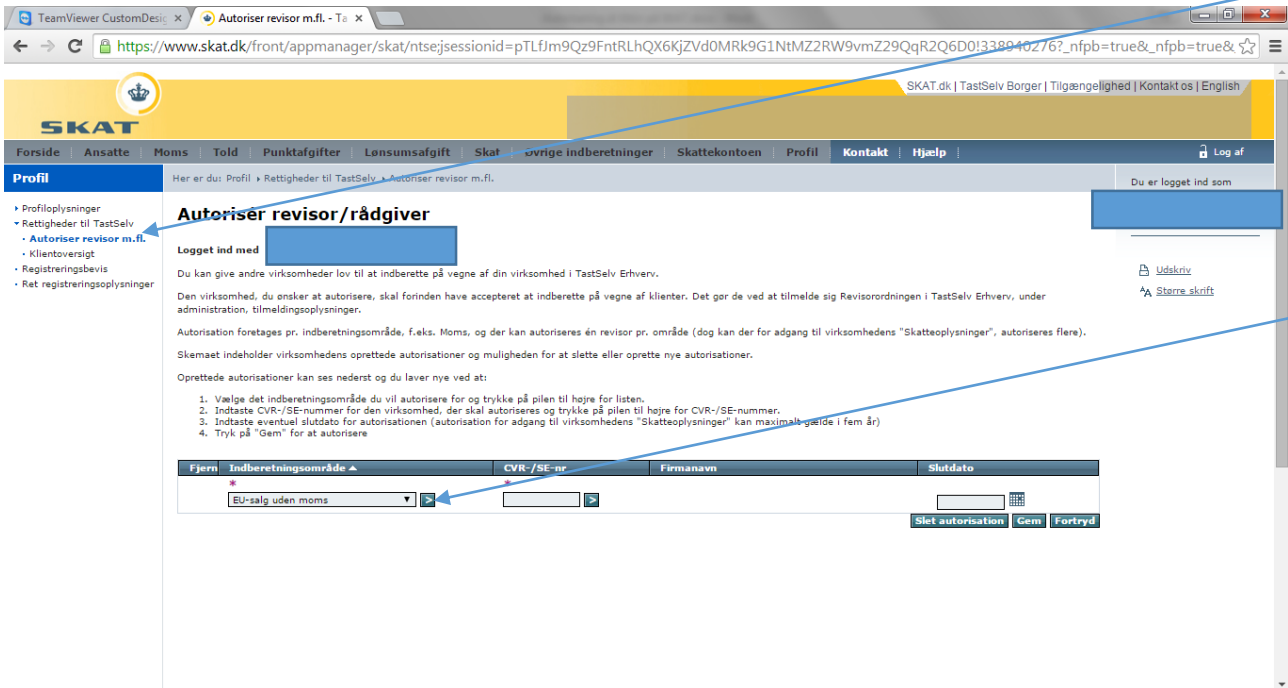 TeamViewer CustomDesig
Autoriser revisor m.fl. - Ta
https://www.skat.dk/front/appmanager/skat/ntse;jsessionid=pTLfJm9Qz9FntRLhQX6KjZVd0MRk9G1NtMZ2RW9vmZ29QqR2Q6D0!338940276?_nfpb=true&_nfpb=true&
SKAT.dk | TastSelv Borger | Tilgængelighed | Kontakt os | English
SKAT
Forside Ansatte Moms Told Punktafgifter Lønsumsafgift Skat Øvrige indberetninger Skattekontoen Profil Kontakt Hjælp Log af
Profil
Her er du: Profil Rettigheder til TastSelv Autoriser revisor m.fl.
Du er logget ind som
Profiloplysninger
Rettigheder til TastSelv
Autoriser revisor m.fl.
Klientoversigt
Registreringsbevis
Ret registreringsoplysninger
Udskriv
AA Større skrift
Autorisér revisor/rådgiver
Logget ind med
Du kan give andre virksomheder lov til at indberette på vegne af din virksomhed i TastSelv Erhverv.
Den virksomhed, du ønsker at autorisere, skal forinden have accepteret at indberette på vegne af klienter. Det gør de ved at tilmelde sig Revisorordningen i TastSelv Erhverv, under
administration, tilmeldingsoplysninger.
Autorisation foretages pr. indberetningsområde, f.eks. Moms, og der kan autoriseres én revisor pr. område (dog kan der for adgang til virksomhedens "Skatteoplysninger", autoriseres flere).
Skemaet indeholder virksomhedens oprettede autorisationer og muligheden for at slette eller oprette nye autorisationer.
Oprettede autorisationer kan ses nederst og du laver nye ved at:
1. Vælge det indberetningsområde du vil autorisere for og trykke på pilen til højre for listen.
2. Indtaste CVR-/SE-nummer for den virksomhed, der skal autoriseres og trykke på pilen til højre for CVR-/SE-nummer.
3. Indtaste eventuel slutdato for autorisationen (autorisation for adgang til virksomhedens "Skatteoplysninger" kan maximalt gælde i fem år)
4. Tryk på "Gem" for at autorisere
Fjern Indberetningsområde CVR-/SE-nr Firmanavn Slutdato
* *
EU-salg uden moms > >
Slet autorisation Gem Fortryd